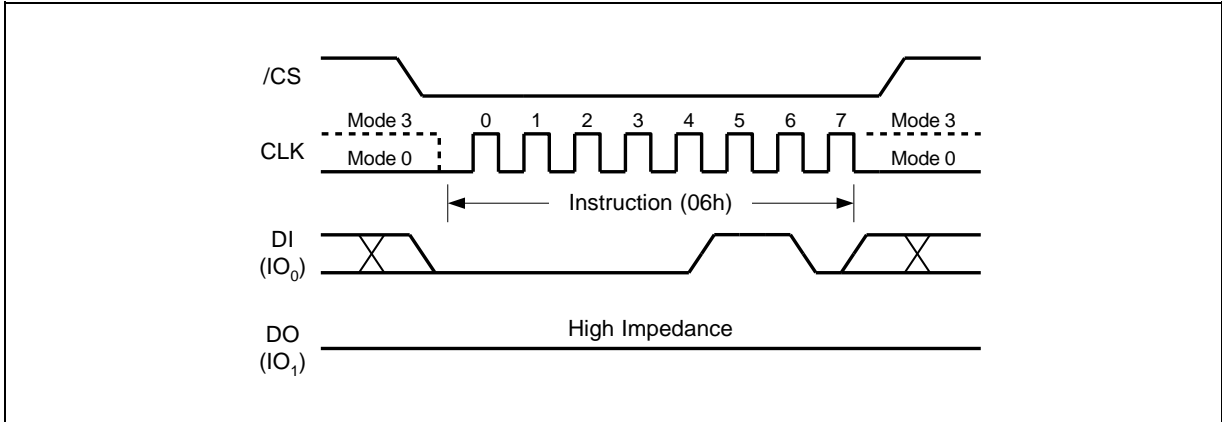 /CS
Mode 3 0 1 2 3 4 5 6 7 Mode 3
CLK
Mode 0 Mode 0
Instruction (06h)
DI
(IO₀)
High Impedance
DO
(IO₁)